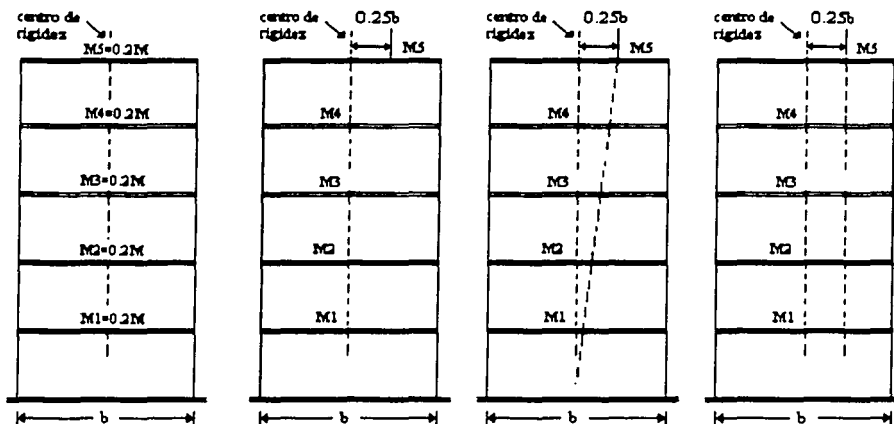 centro de
rigidez
M5=0.2M
M4=0.2M
M3=0.2M
M2=0.2M
M1=0.2M
b
centro de
rigidez
0.25b
M5
M4
M3
M2
M1
b
centro de
rigidez
0.25b
M5
M4
M3
M2
M1
b
centro de
rigidez
0.25b
M5
M4
M3
M2
M1
b